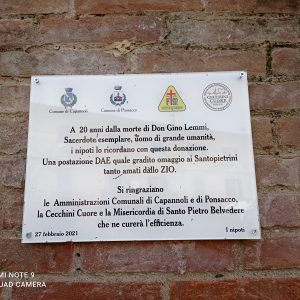 Comune di Capannoli
Comune di Ponsacco
A 20 anni dalla morte di Don Gino Lemmi,
Sacerdote esemplare, uomo di grande umanità,
i nipoti lo ricordano con questa donazione.
Una postazione DAE quale gradito omaggio ai Santopietrini
tanto amati dallo ZIO.
Si ringraziano
le Amministrazioni Comunali di Capannoli e di Ponsacco,
la Cecchini Cuore e la Misericordia di Santo Pietro Belvedere
che ne curerà l'efficienza.
27 febbraio 2021
I nipoti
MI NOTE 9
QUAD CAMERA